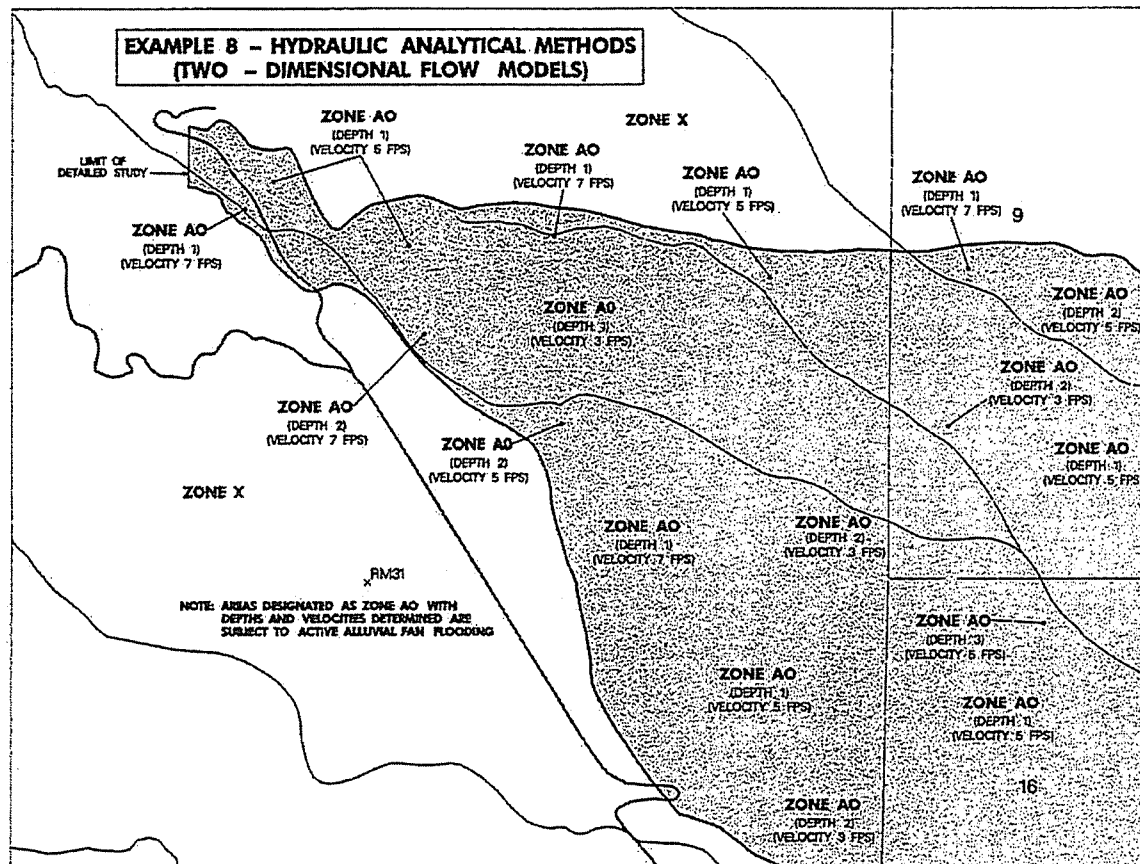 EXAMPLE 8 - HYDRAULIC ANALYTICAL METHODS
(TWO - DIMENSIONAL FLOW MODELS)
ZONE AO
(DEPTH 1)
(VELOCITY 5 FPS)
ZONE X
LIMIT OF
DETAILED STUDY
ZONE AO
(DEPTH 1)
(VELOCITY 7 FPS)
ZONE AO
(DEPTH 1)
(VELOCITY 5 FPS)
ZONE AO
(DEPTH 1)
(VELOCITY 7 FPS)
9
ZONE AO
(DEPTH 1)
(VELOCITY 7 FPS)
ZONE AO
(DEPTH 2)
(VELOCITY 5 FPS)
ZONE AO
(DEPTH 3)
(VELOCITY 3 FPS)
ZONE AO
(DEPTH 2)
(VELOCITY 3 FPS)
ZONE AO
(DEPTH 2)
(VELOCITY 7 FPS)
ZONE AO
(DEPTH 2)
(VELOCITY 5 FPS)
ZONE AO
(DEPTH 1)
(VELOCITY 5 FPS)
ZONE X
ZONE AO
(DEPTH 1)
(VELOCITY 7 FPS)
ZONE AO
(DEPTH 2)
(VELOCITY 3 FPS)
RM31
NOTE: AREAS DESIGNATED AS ZONE AO WITH
DEPTHS AND VELOCITIES DETERMINED ARE
SUBJECT TO ACTIVE ALLUVIAL FAN FLOODING
ZONE AO
(DEPTH 3)
(VELOCITY 5 FPS)
ZONE AO
(DEPTH 1)
(VELOCITY 5 FPS)
ZONE AO
(DEPTH 1)
(VELOCITY 5 FPS)
16
ZONE AO
(DEPTH 2)
(VELOCITY 3 FPS)